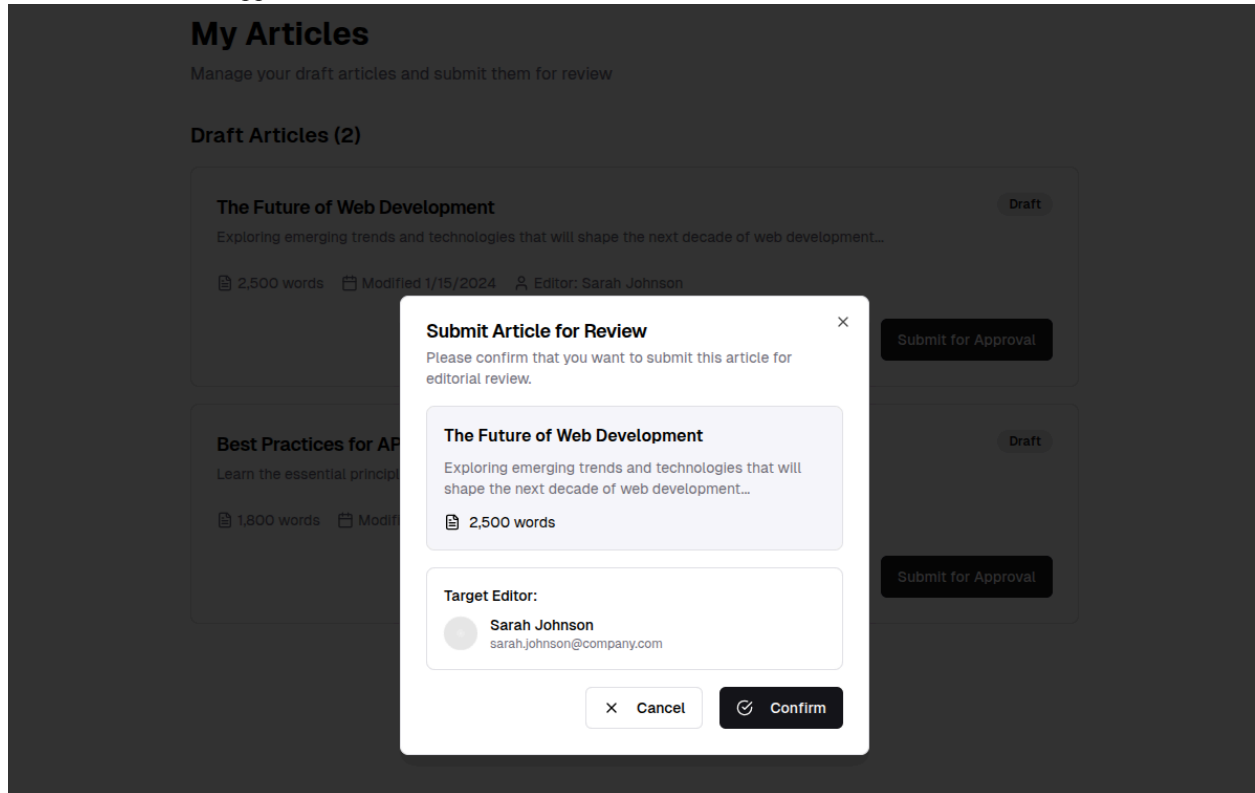 My Articles
Manage your draft articles and submit them for review
Draft Articles (2)
The Future of Web Development
Draft
Exploring emerging trends and technologies that will shape the next decade of web development...
2,500 words Modified 1/15/2024 Editor: Sarah Johnson
Submit for Approval
Best Practices for AP
Draft
Learn the essential principl
1,800 words Modifi
Submit for Approval
Submit Article for Review
Please confirm that you want to submit this article for
editorial review.
The Future of Web Development
Exploring emerging trends and technologies that will
shape the next decade of web development...
2,500 words
Target Editor:
Sarah Johnson
sarah.johnson@company.com
Cancel
Confirm